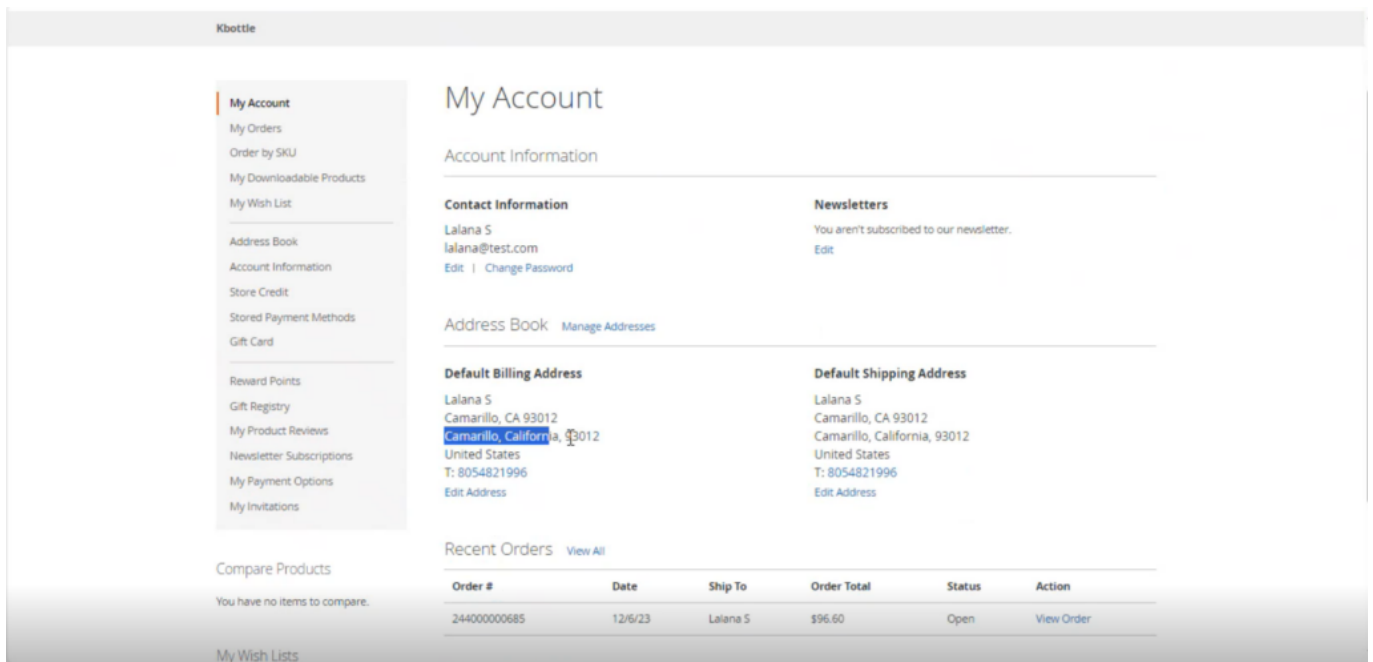 Kbottle
My Account
My Orders
Order by SKU
My Downloadable Products
My Wish List
Address Book
Account Information
Store Credit
Stored Payment Methods
Gift Card
Reward Points
Gift Registry
My Product Reviews
Newsletter Subscriptions
My Payment Options
My Invitations
Compare Products
You have no items to compare.
My Wish Lists
My Account
Account Information
Contact Information
Lalana S
lalana@test.com
Edit | Change Password
Newsletters
You aren't subscribed to our newsletter.
Edit
Address Book Manage Addresses
Default Billing Address
Lalana S
Camarillo, CA 93012
Camarillo, California, 93012
United States
T: 8054821996
Edit Address
Default Shipping Address
Lalana S
Camarillo, CA 93012
Camarillo, California, 93012
United States
T: 8054821996
Edit Address
Recent Orders View All
Order # Date Ship To Order Total Status Action
244000000685 12/6/23 Lalana S $96.60 Open View Order